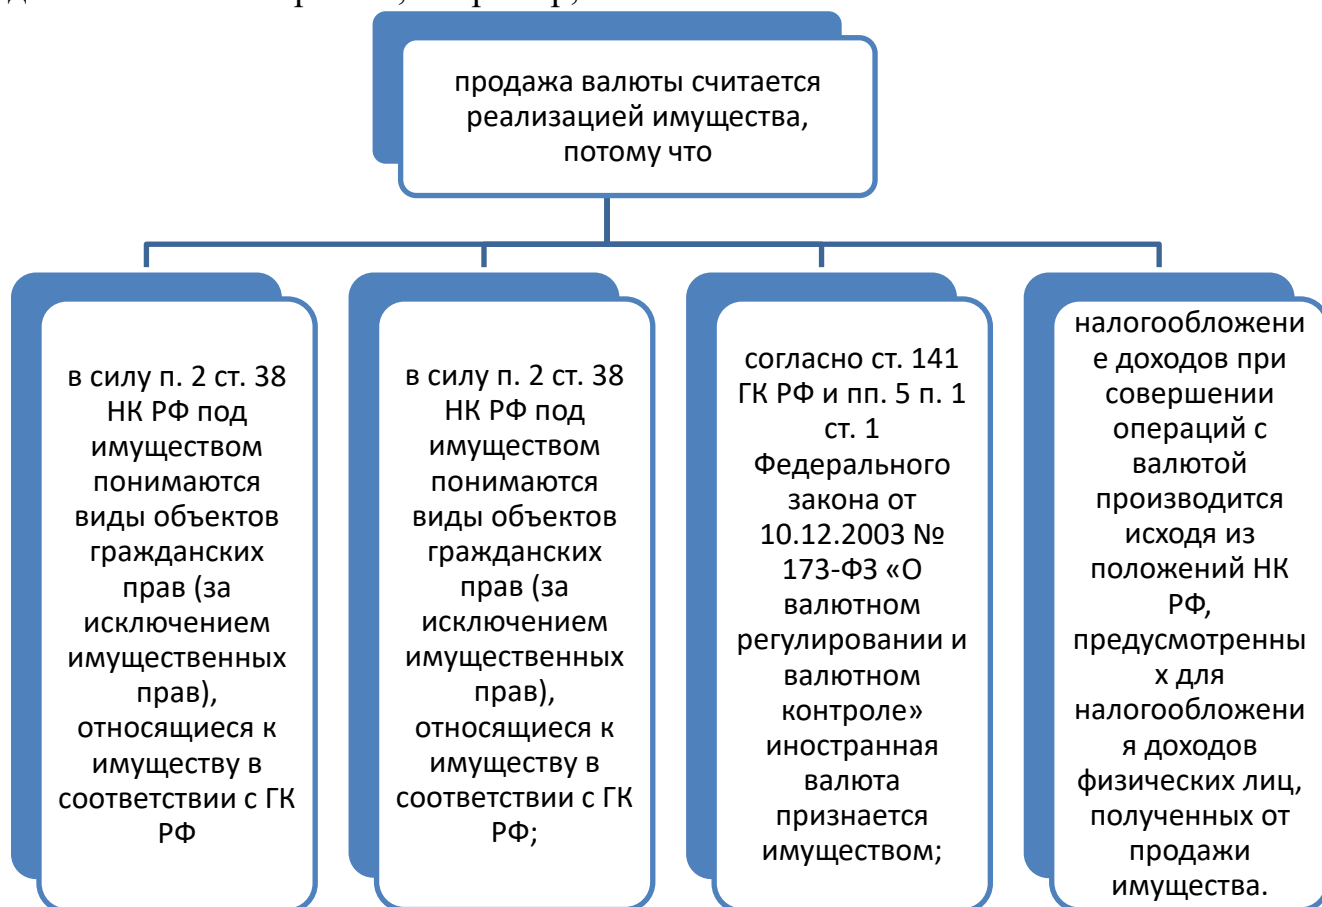 продажа валюты считается
реализацией имущества,
потому что
в силу п. 2 ст. 38
НК РФ под
имуществом
понимаются
виды объектов
гражданских
прав (за
исключением
имущественных
прав),
относящиеся к
имуществу в
соответствии с ГК
РФ
в силу п. 2 ст. 38
НК РФ под
имуществом
понимаются
виды объектов
гражданских
прав (за
исключением
имущественных
прав),
относящиеся к
имуществу в
соответствии с ГК
РФ;
согласно ст. 141
ГК РФ и пп. 5 п. 1
ст. 1
Федерального
закона от
10.12.2003 №
173-ФЗ «О
валютном
регулировании и
валютном
контроле»
иностранная
валюта
признается
имуществом;
налогообложени
е доходов при
совершении
операций с
валютой
производится
исходя из
положений НК
РФ,
предусмотренны
х для
налогообложени
я доходов
физических лиц,
полученных от
продажи
имущества.